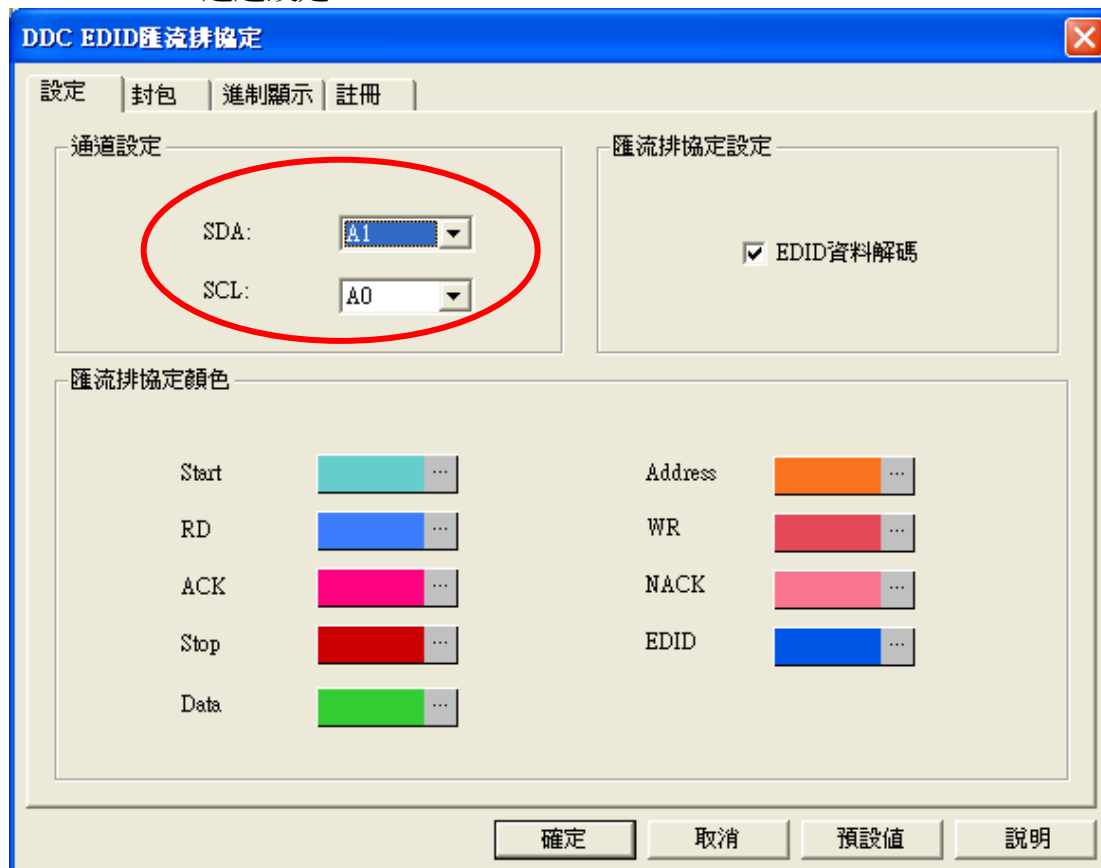 DDC EDID匯流排協定
設定 封包 進制顯示 註冊
通道設定
SDA: A1
SCL: A0
匯流排協定設定
EDID資料解碼
匯流排協定顏色
Start ... Address ...
RD ... WR ...
ACK ... NACK ...
Stop ... EDID ...
Data ...
確定 取消 預設值 說明